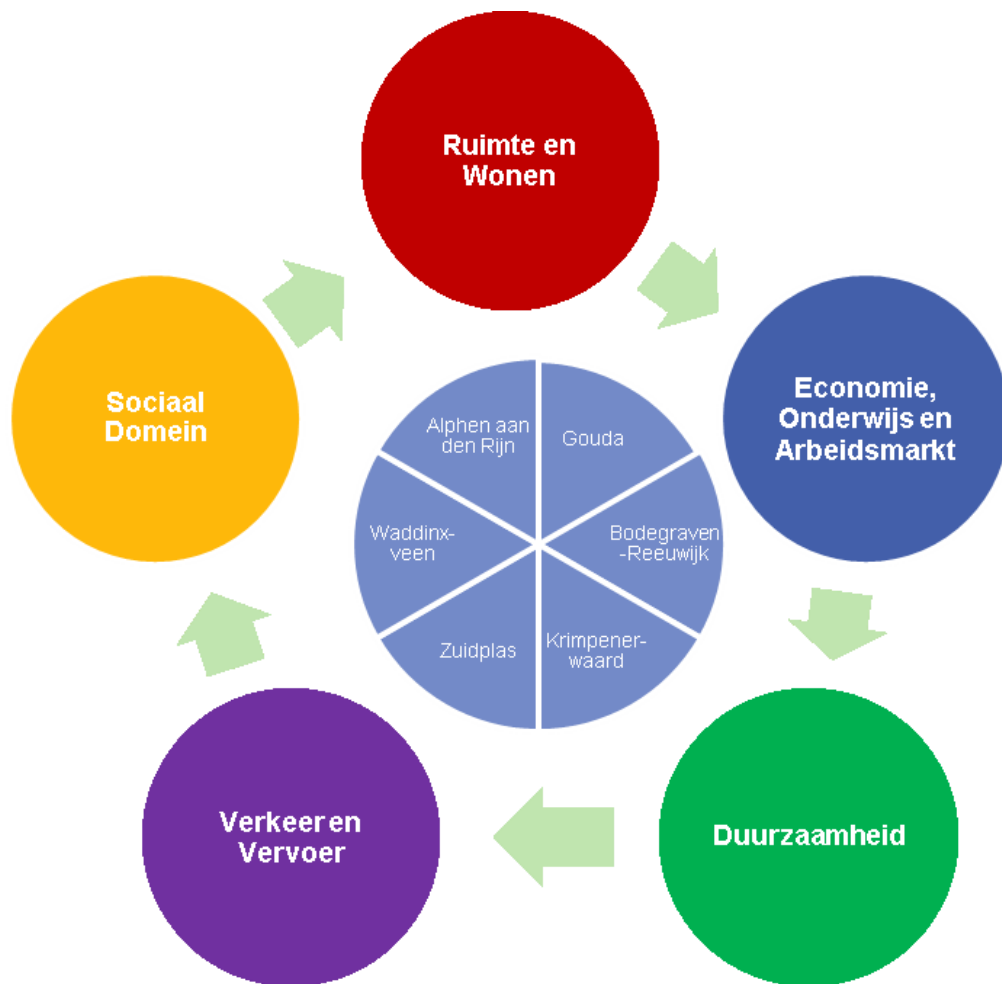 Ruimte en
Wonen
Economie,
Onderwijs en
Arbeidsmarkt
Duurzaamheid
Verkeer en
Vervoer
Sociaal
Domein
Alphen aan
den Rijn
Gouda
Bodegraven
-Reeuwijk
Krimpener-
waard
Zuidplas
Waddinx-
veen